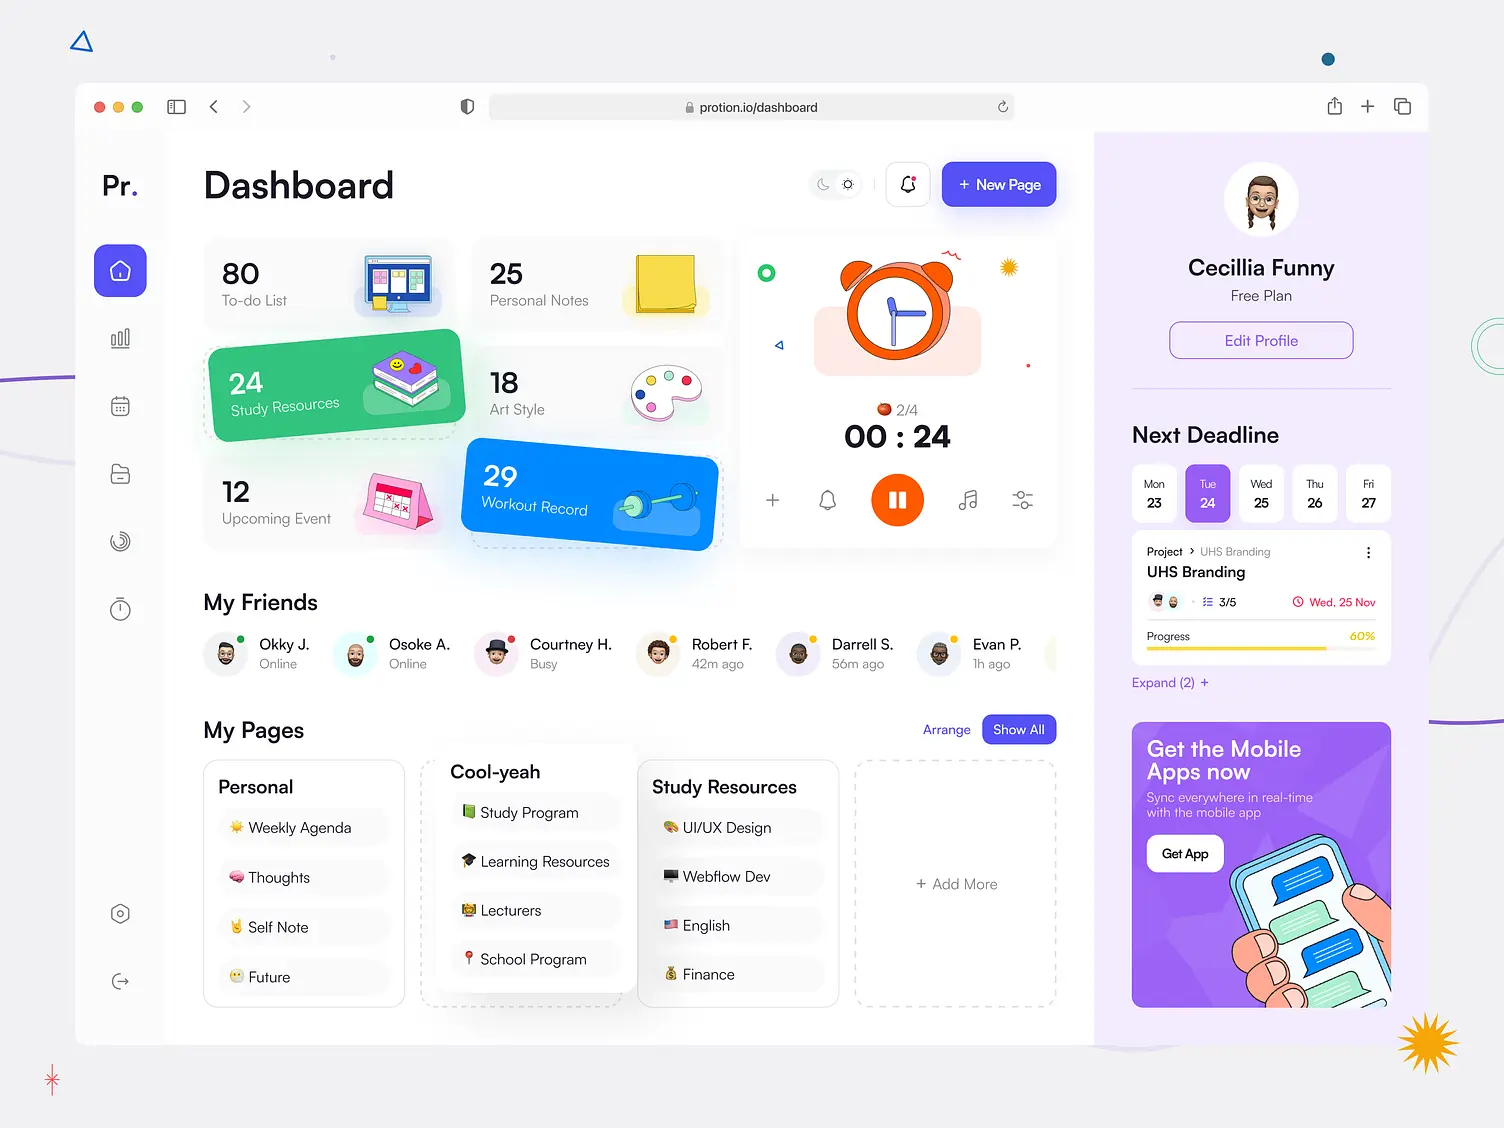 protion.io/dashboard
Pr.
Dashboard
+ New Page
80
To-do List
25
Personal Notes
24
Study Resources
18
Art Style
12
Upcoming Event
29
Workout Record
2/4
00 : 24
My Friends
Okky J.
Online
Osoke A.
Online
Courtney H.
Busy
Robert F.
42m ago
Darrell S.
56m ago
Evan P.
1h ago
My Pages
Arrange
Show All
Personal
Weekly Agenda
Thoughts
Self Note
Future
Cool-yeah
Study Program
Learning Resources
Lecturers
School Program
Study Resources
UI/UX Design
Webflow Dev
English
Finance
+ Add More
Cecillia Funny
Free Plan
Edit Profile
Next Deadline
Mon
23
Tue
24
Wed
25
Thu
26
Fri
27
Project > UHS Branding
UHS Branding
3/5
Wed, 25 Nov
Progress
60%
Expand (2) +
Get the Mobile
Apps now
Sync everywhere in real-time
with the mobile app
Get App